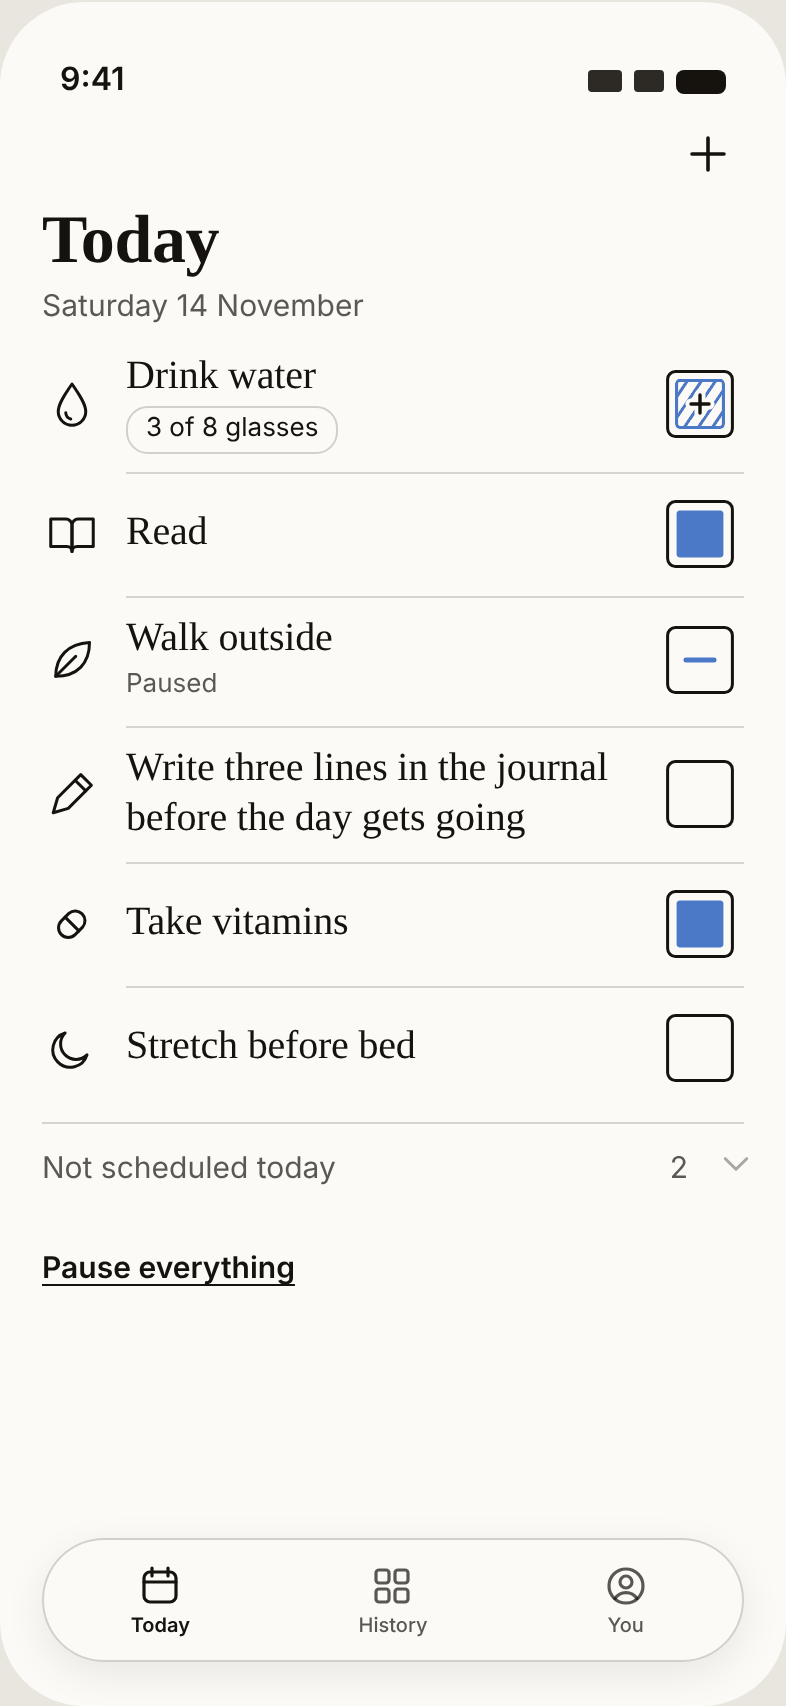 9:41
Today
Saturday 14 November
Drink water
3 of 8 glasses
Read
Walk outside
Paused
Write three lines in the journal
before the day gets going
Take vitamins
Stretch before bed
Not scheduled today 2
Pause everything
Today History You